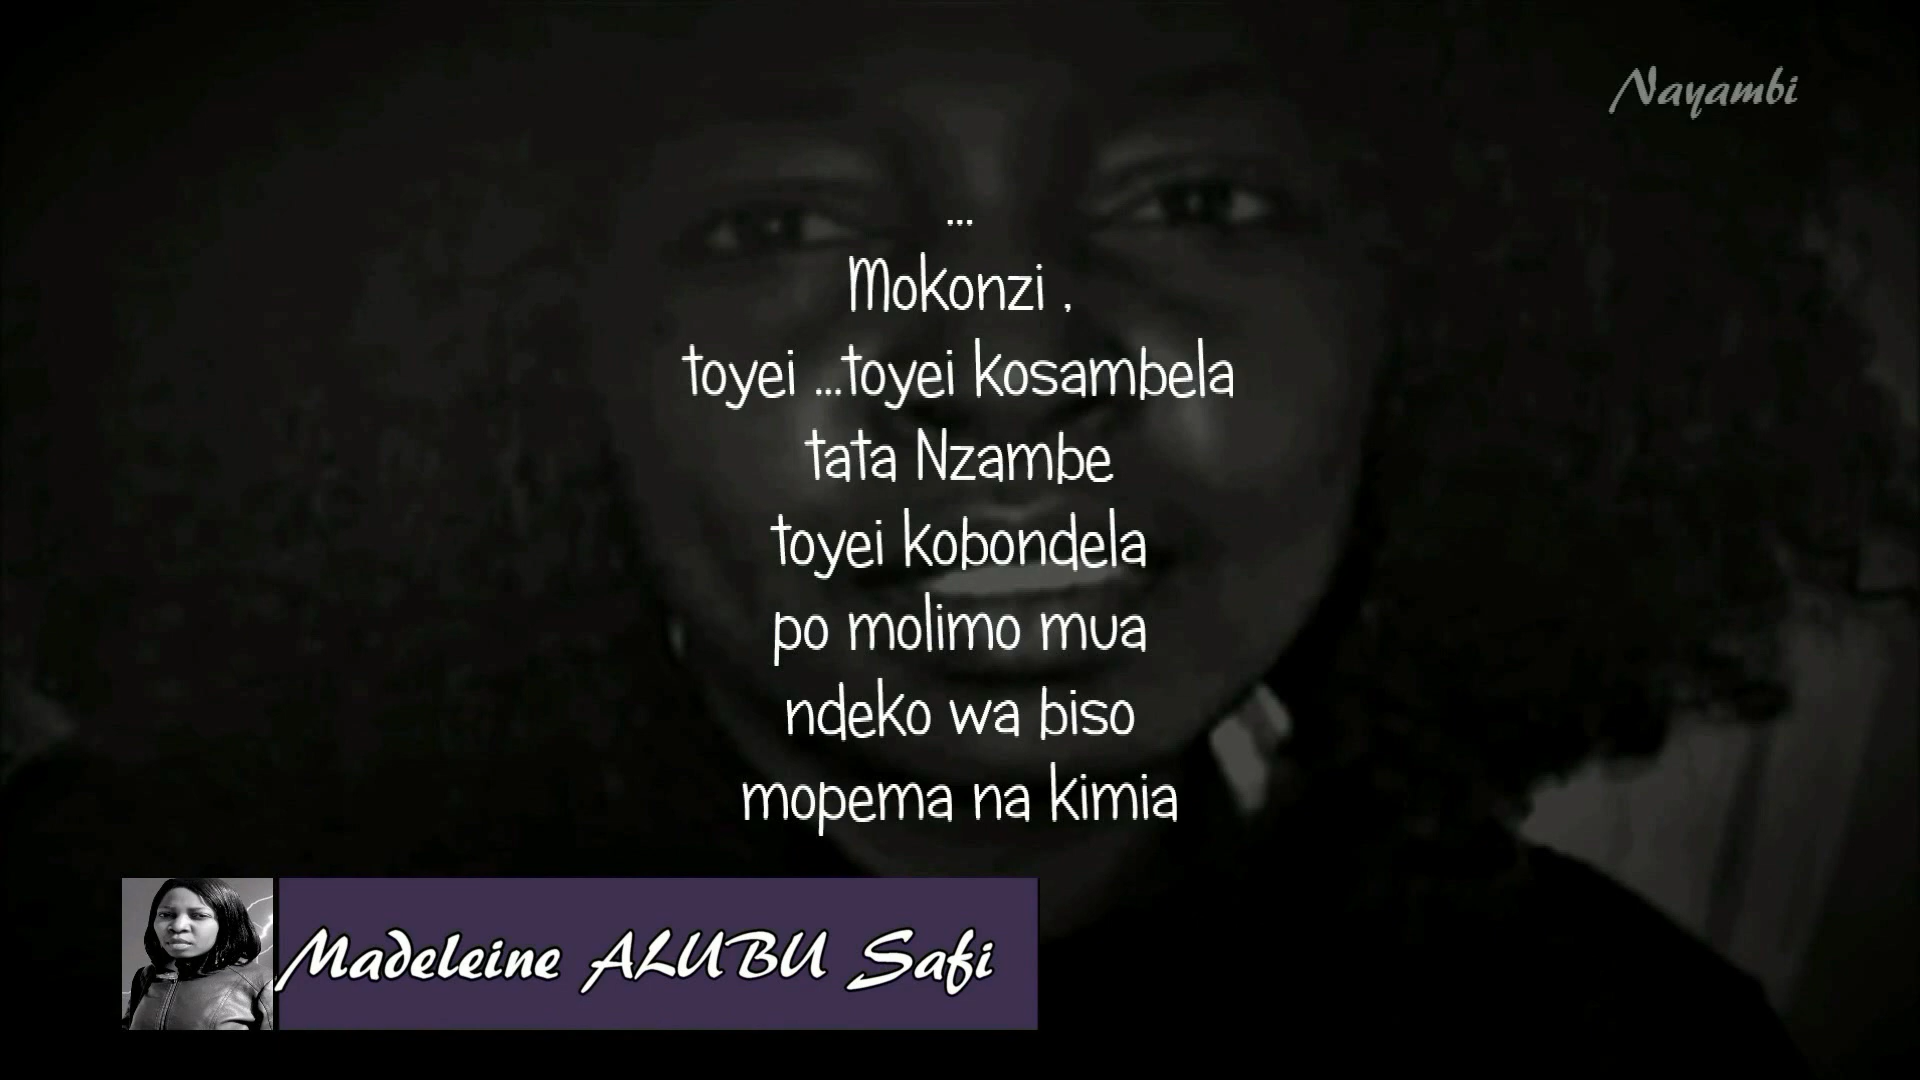 Nayambi
...
Mokonzi ,
toyei ...toyei kosambela
tata Nzambe
toyei kobondela
po molimo mua
ndeko wa biso
mopema na kimia
Madeleine ALUBU Safi